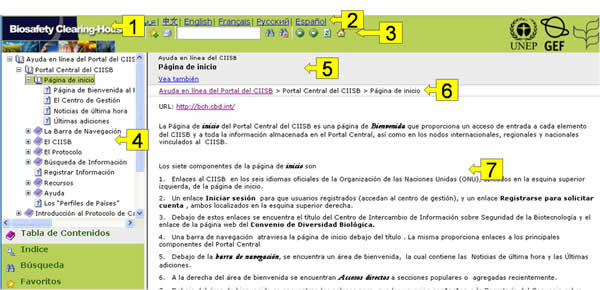 Biosafety Clearing-Hou
1
中文 | English | Français | Русский | Español
2
3
UNEP GEF
Ayuda en línea del Portal del CIISB
Portal Central del CIISB
Página de inicio
Página de Bienvenida al P
El Centro de Gestión
Noticias de última hora
Últimas adiciones
La Barra de Navegación
El CIISB
4
El Protocolo
Búsqueda de Información
Registrar Información
Recursos
Ayuda
Los "Perfiles de Países"
Introducción al Protocolo de Ca
Tabla de Contenidos
Indice
Búsqueda
Favoritos
Ayuda en línea del Portal del CIISB
Página de inicio
5
Vea también
Ayuda en línea del Portal del CIISB > Portal Central del CIISB > Página de inicio
6
URL: http://bch.cbd.int/
La Página de inicio del Portal Central del CIISB es una página de Bienvenida que proporciona un acceso de entrada a cada elemento
del CIISB y a toda la información almacenada en el Portal Central, así como en los nodos internacionales, regionales y nacionales
vinculados al CIISB.
Los siete componentes de la página de inicio son
7
1. Enlaces al CIISB en los seis idiomas oficiales de la Organización de las Naciones Unidas (ONU), en la esquina superior
izquierda, de la página de inicio.
2. Un enlace Iniciar sesión para que usuarios registrados (accedan al centro de gestión), y un enlace Registrarse para solicitar
cuenta , ambos localizados en la esquina superior derecha.
3. Debajo de estos enlaces se encuentra el título del Centro de Intercambio de Información sobre Seguridad de la Biotecnología y el
enlace de la página web del Convenio de Diversidad Biológica.
4. Una barra de navegación atraviesa la página de inicio debajo del título . La misma proporciona enlaces a los principales
componentes del Portal Central
5. Debajo de la barra de navegación, se encuentra un área de bienvenida, la cual contiene las Noticias de última hora y las Últimas
adiciones.
6. A la derecha del área de bienvenida se encuentran Accesos directos a secciones populares o agregadas recientemente.